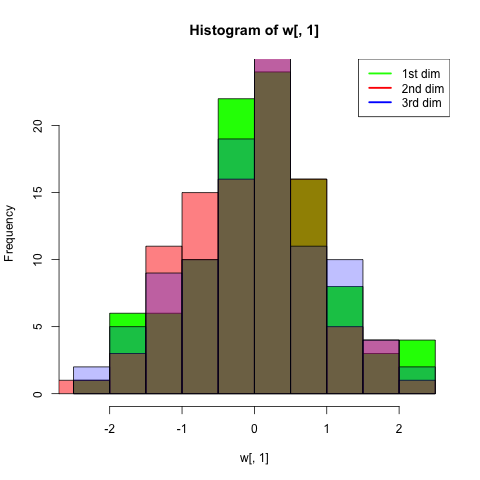 Histogram of w[, 1]
1st dim
2nd dim
3rd dim
Frequency
20
15
10
5
0
-2 -1 0 1 2
w[, 1]